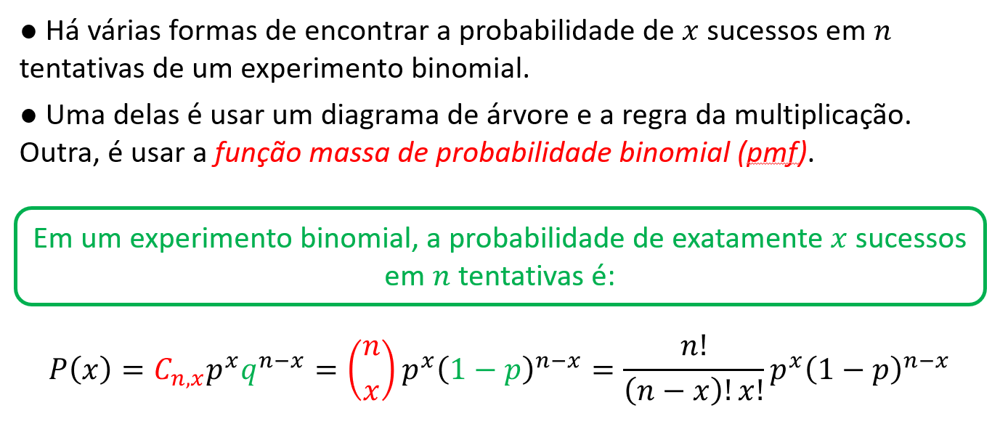 ● Há várias formas de encontrar a probabilidade de 𝑥 sucessos em 𝑛
tentativas de um experimento binomial.
● Uma delas é usar um diagrama de árvore e a regra da multiplicação.
Outra, é usar a função massa de probabilidade binomial (pmf).
Em um experimento binomial, a probabilidade de exatamente 𝑥 sucessos
em 𝑛 tentativas é:
$P(x) = C_{n,x} p^x q^{n-x} = \binom{n}{x} p^x (1-p)^{n-x} = \frac{n!}{(n-x)!\,x!} p^x (1-p)^{n-x}$